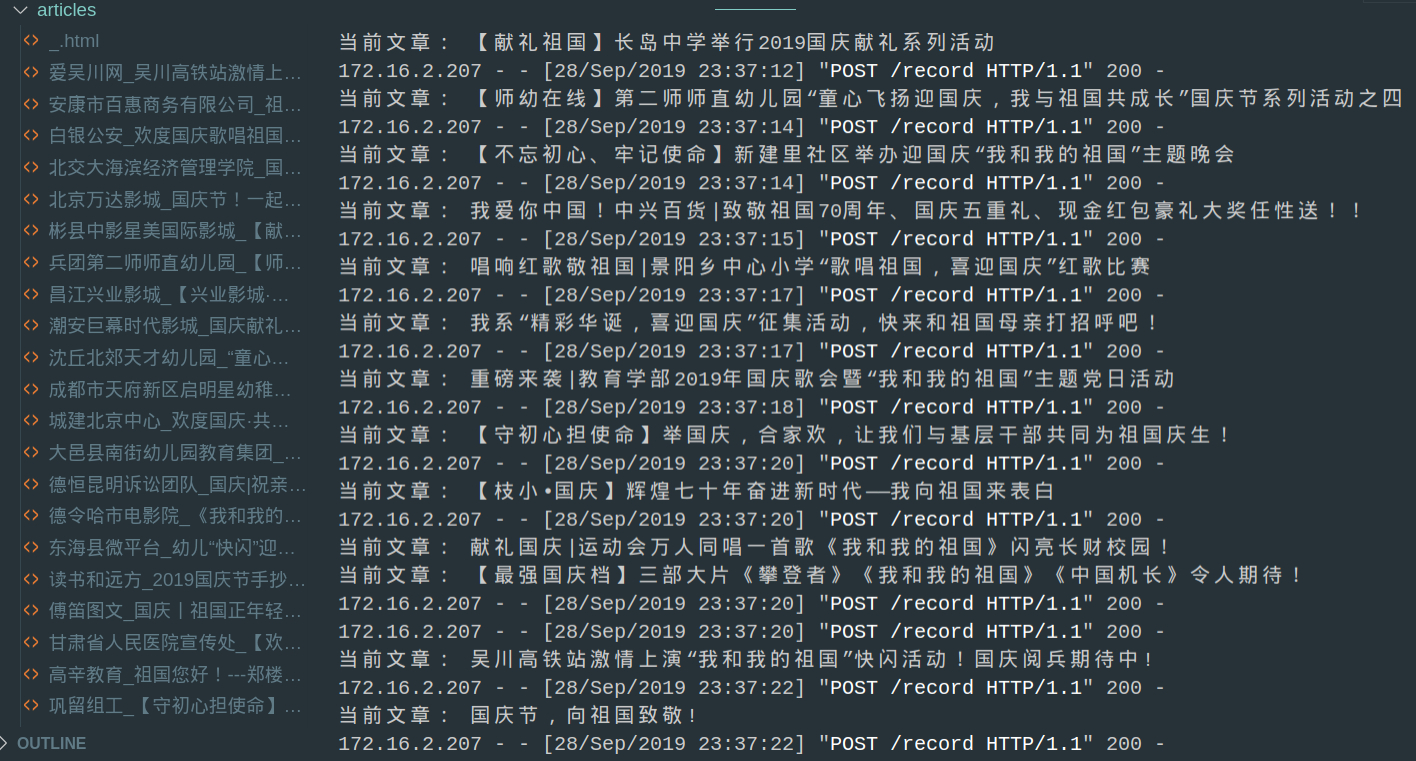 articles
_.html
爱吴川网_吴川高铁站激情上...
安康市百惠商务有限公司_祖...
白银公安_欢度国庆歌唱祖国...
北交大海滨经济管理学院_国...
北京万达影城_国庆节！一起...
彬县中影星美国际影城_【献...
兵团第二师师直幼儿园_【师...
昌江兴业影城_【兴业影城·...
潮安巨幕时代影城_国庆献礼...
沈丘北郊天才幼儿园_“童心...
成都市天府新区启明星幼稚...
城建北京中心_欢度国庆·共...
大邑县南街幼儿园教育集团_...
德恒昆明诉讼团队_国庆|祝亲...
德令哈市电影院_《我和我的...
东海县微平台_幼儿“快闪”迎...
读书和远方_2019国庆节手抄...
傅笛图文_国庆丨祖国正年轻...
甘肃省人民医院宣传处_【欢...
高辛教育_祖国您好！---郑楼...
巩留组工_【守初心担使命】...
OUTLINE
当前文章： 【献礼祖国】长岛中学举行2019国庆献礼系列活动
172.16.2.207 - - [28/Sep/2019 23:37:12] "POST /record HTTP/1.1" 200 -
当前文章： 【师幼在线】第二师师直幼儿园“童心飞扬迎国庆，我与祖国共成长”国庆节系列活动之四
172.16.2.207 - - [28/Sep/2019 23:37:14] "POST /record HTTP/1.1" 200 -
当前文章： 【不忘初心、牢记使命】新建里社区举办迎国庆“我和我的祖国”主题晚会
172.16.2.207 - - [28/Sep/2019 23:37:14] "POST /record HTTP/1.1" 200 -
当前文章： 我爱你中国！中兴百货|致敬祖国70周年、国庆五重礼、现金红包豪礼大奖任性送！！
172.16.2.207 - - [28/Sep/2019 23:37:15] "POST /record HTTP/1.1" 200 -
当前文章： 唱响红歌敬祖国|景阳乡中心小学“歌唱祖国，喜迎国庆”红歌比赛
172.16.2.207 - - [28/Sep/2019 23:37:17] "POST /record HTTP/1.1" 200 -
当前文章： 我系“精彩华诞，喜迎国庆”征集活动，快来和祖国母亲打招呼吧！
172.16.2.207 - - [28/Sep/2019 23:37:17] "POST /record HTTP/1.1" 200 -
当前文章： 重磅来袭|教育学部2019年国庆歌会暨“我和我的祖国”主题党日活动
172.16.2.207 - - [28/Sep/2019 23:37:18] "POST /record HTTP/1.1" 200 -
当前文章： 【守初心担使命】举国庆，合家欢，让我们与基层干部共同为祖国庆生！
172.16.2.207 - - [28/Sep/2019 23:37:20] "POST /record HTTP/1.1" 200 -
当前文章： 【枝小•国庆】辉煌七十年奋进新时代——我向祖国来表白
172.16.2.207 - - [28/Sep/2019 23:37:20] "POST /record HTTP/1.1" 200 -
当前文章： 献礼国庆|运动会万人同唱一首歌《我和我的祖国》闪亮长财校园！
当前文章： 【最强国庆档】三部大片《攀登者》《我和我的祖国》《中国机长》令人期待！
172.16.2.207 - - [28/Sep/2019 23:37:20] "POST /record HTTP/1.1" 200 -
172.16.2.207 - - [28/Sep/2019 23:37:20] "POST /record HTTP/1.1" 200 -
当前文章： 吴川高铁站激情上演“我和我的祖国”快闪活动！国庆阅兵期待中！
172.16.2.207 - - [28/Sep/2019 23:37:22] "POST /record HTTP/1.1" 200 -
当前文章： 国庆节，向祖国致敬！
172.16.2.207 - - [28/Sep/2019 23:37:22] "POST /record HTTP/1.1" 200 -